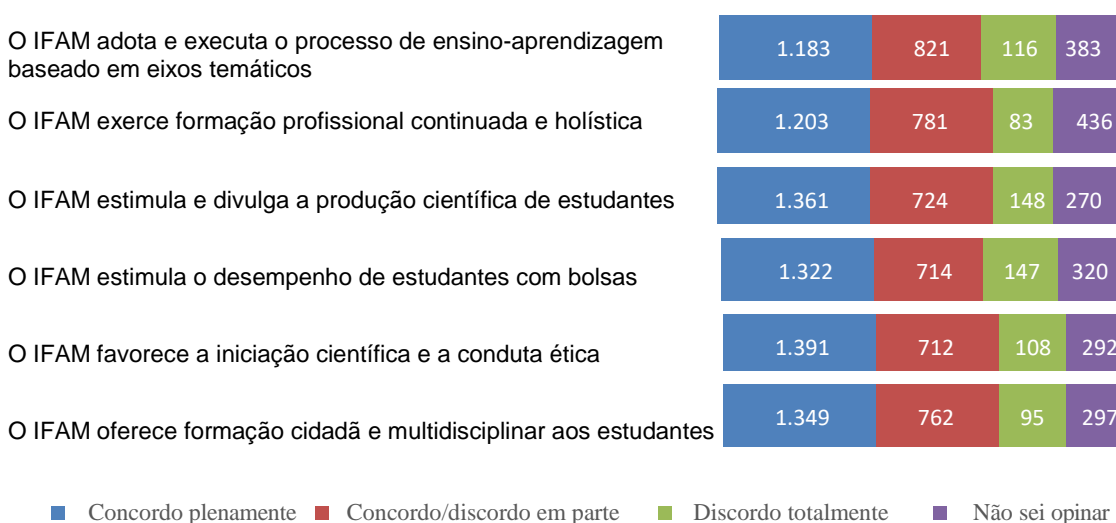 O IFAM adota e executa o processo de ensino-aprendizagem
baseado em eixos temáticos
1.183 821 116 383
O IFAM exerce formação profissional continuada e holística
1.203 781 83 436
O IFAM estimula e divulga a produção científica de estudantes
1.361 724 148 270
O IFAM estimula o desempenho de estudantes com bolsas
1.322 714 147 320
O IFAM favorece a iniciação científica e a conduta ética
1.391 712 108 292
O IFAM oferece formação cidadã e multidisciplinar aos estudantes
1.349 762 95 297
Concordo plenamente Concordo/discordo em parte Discordo totalmente Não sei opinar